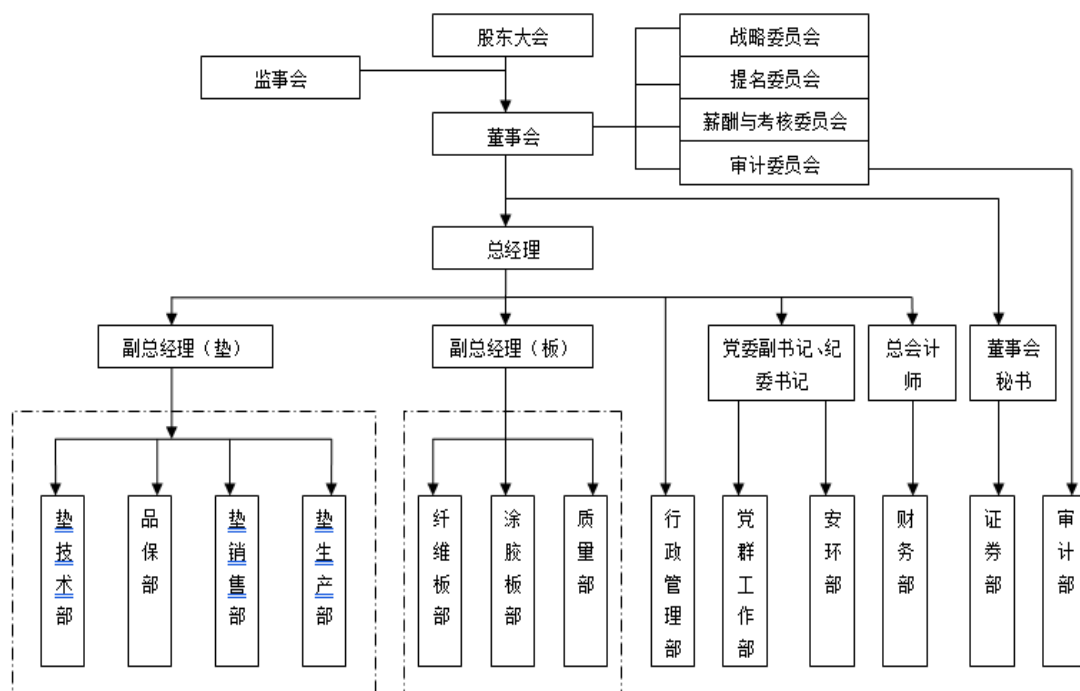 股东大会
战略委员会
监事会
提名委员会
董事会
薪酬与考核委员会
审计委员会
总经理
副总经理（垫）
副总经理（板）
党委副书记、纪
委书记
总会计
师
董事会
秘书
垫技术部
品保部
垫销售部
垫生产部
纤维板部
涂胶板部
质量部
行政管理部
党群工作部
安环部
财务部
证券部
审计部